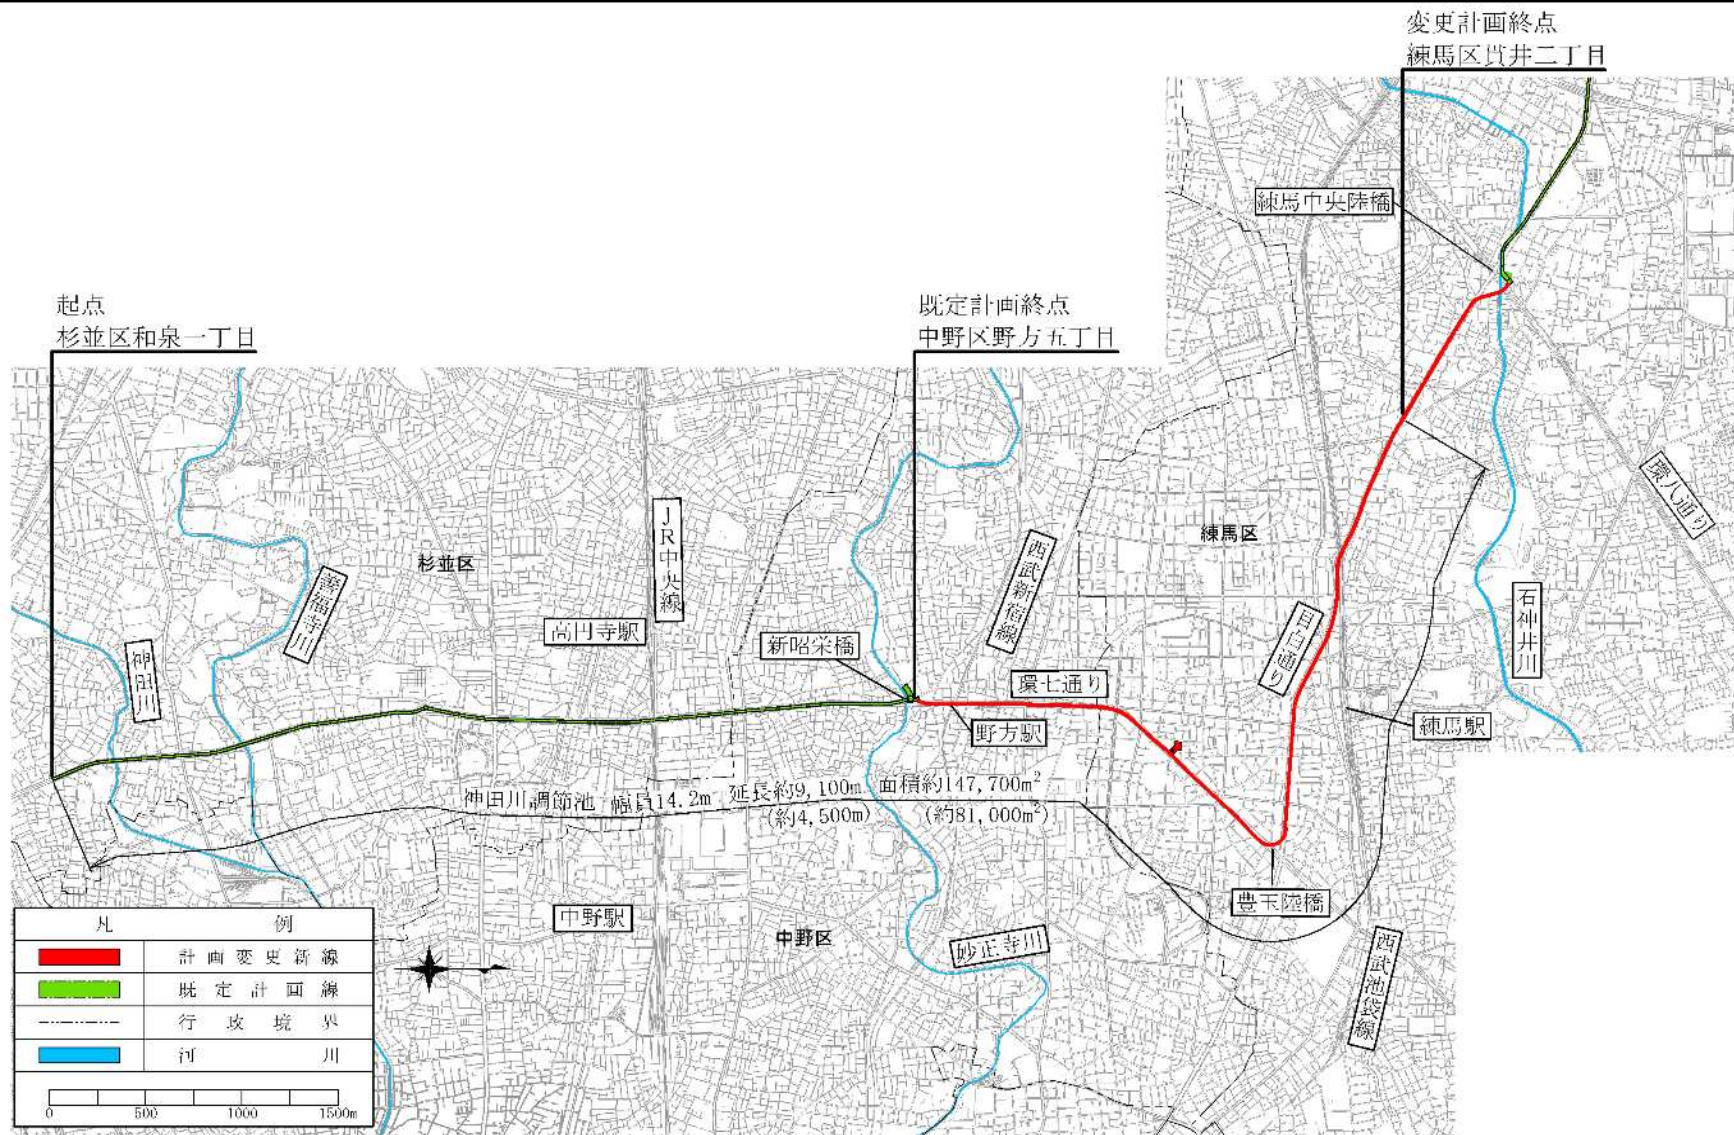 変更計画終点
練馬区貫井二丁目
練馬中央陸橋
起点
杉並区和泉一丁目
既定計画終点
中野区野方五丁目
環八通り
練馬区
JR中央線
杉並区
西武新宿線
善福寺川
石神井川
高円寺駅
目白通り
新昭栄橋
神田川
環七通り
練馬駅
野方駅
神田川調節池 幅員14.2m 延長約9,100m 面積約147,700m²
(約4,500m) (約81,000m²)
豊玉陸橋
中野駅
中野区
妙正寺川
西武池袋線
凡例
計画変更新線
既定計画線
行政境界
河川
0 500 1000 1500m